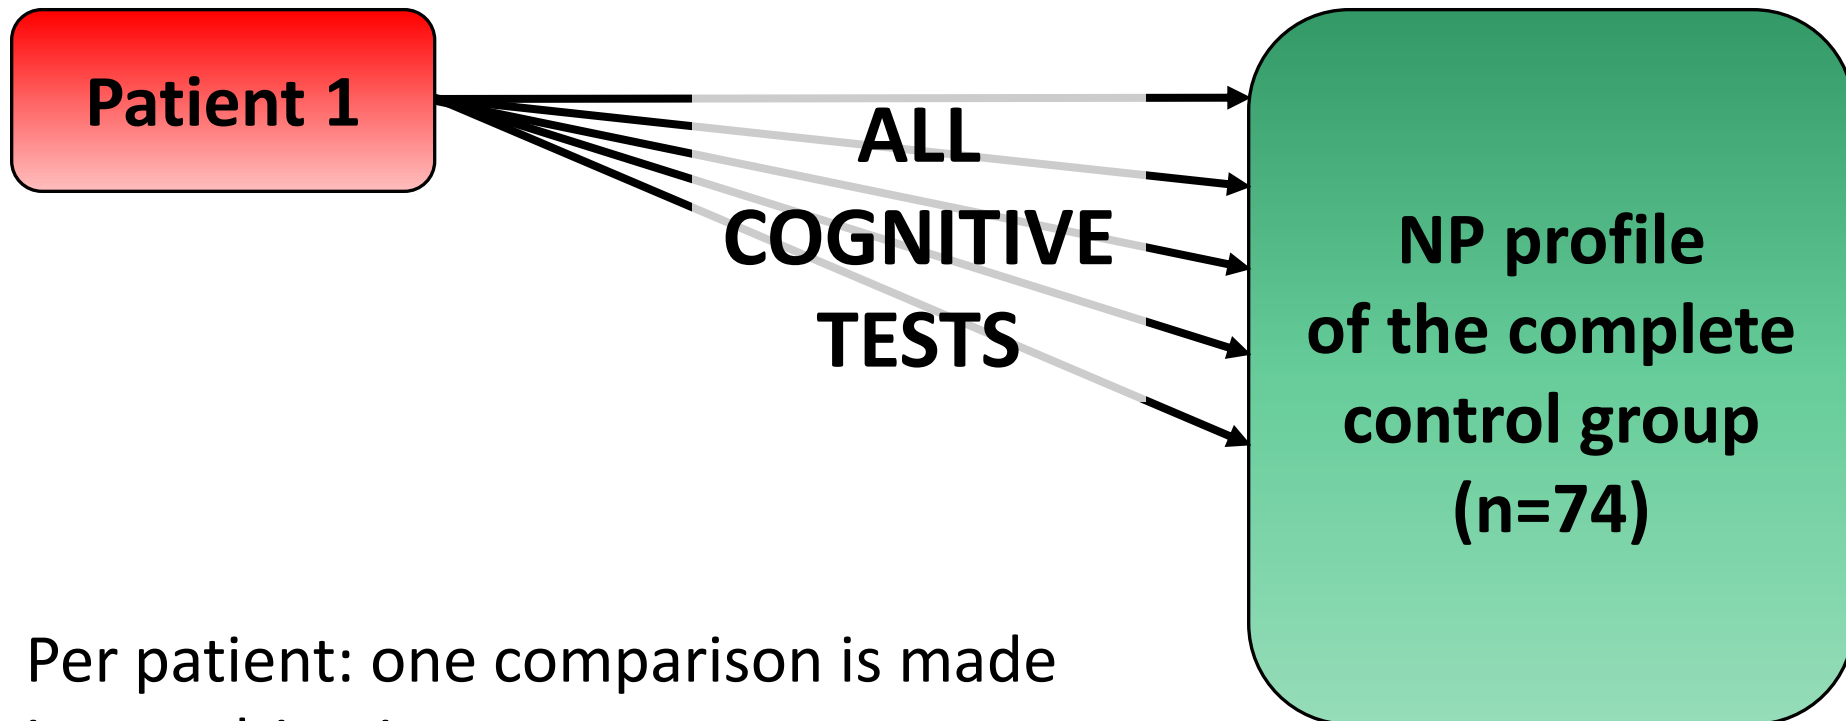 Patient 1
ALL
COGNITIVE
TESTS
NP profile
of the complete
control group
(n=74)
Per patient: one comparison is made